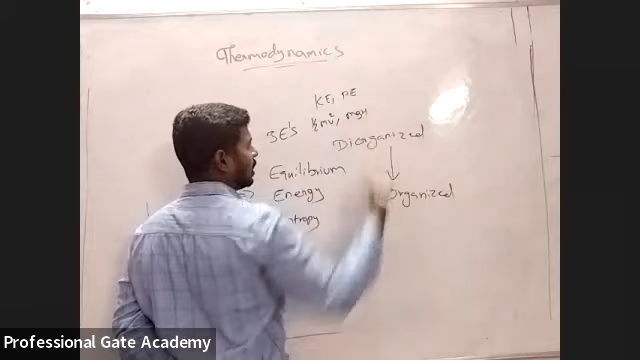 Thermodynamics
KE, PE
3E's ½mv², mgH
Disorganized
Equilibrium
Energy
Organized
Professional Gate Academy